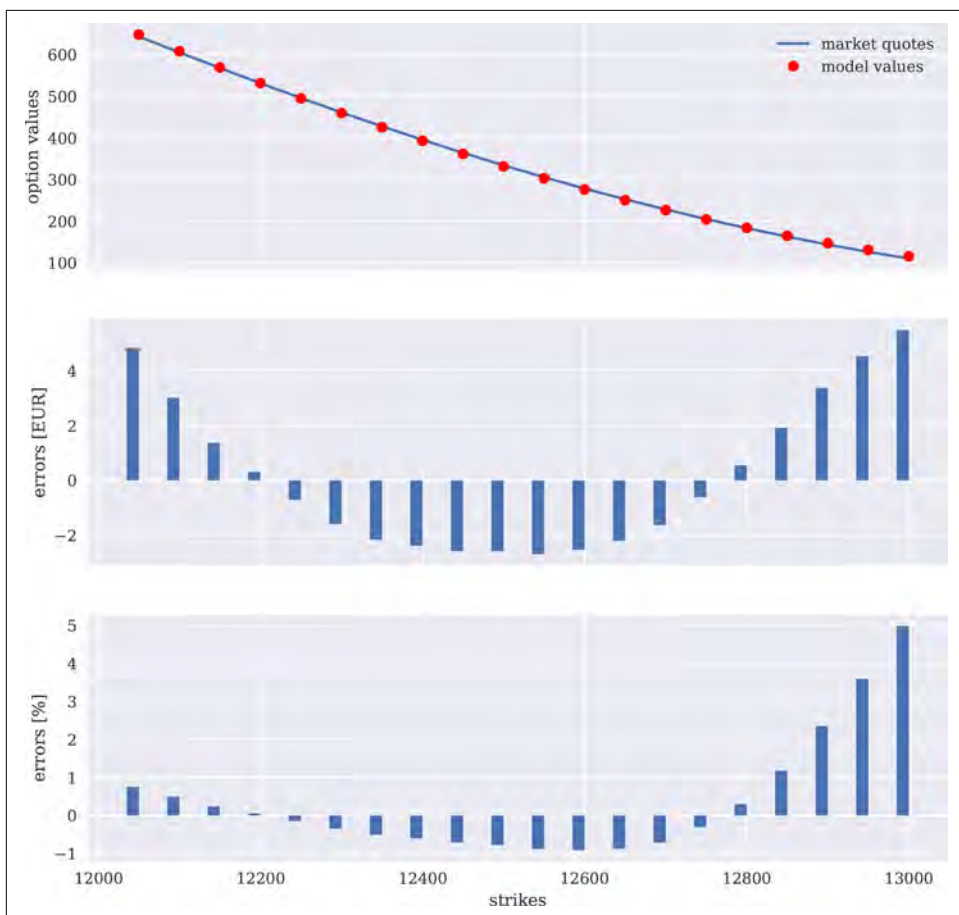 600
500
400
300
200
100
option values
market quotes
model values
4
2
0
−2
errors [EUR]
5
4
3
2
1
0
−1
errors [%]
12000 12200 12400 12600 12800 13000
strikes